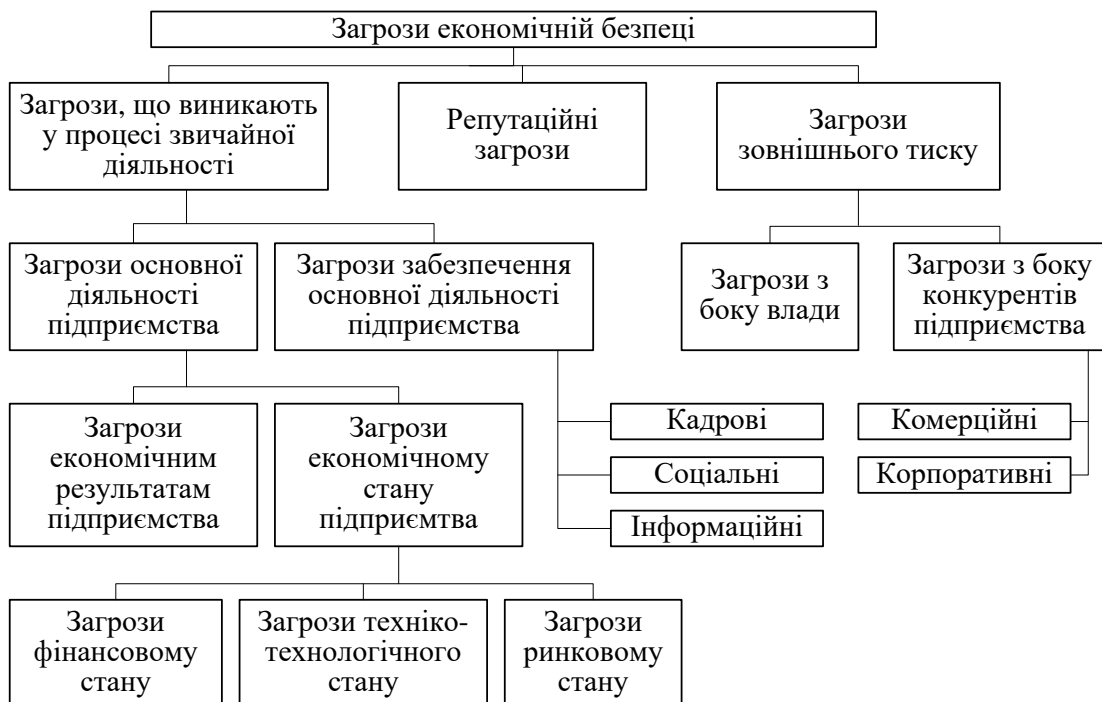 Загрози економічній безпеці
Загрози, що виникають
у процесі звичайної
діяльності
Репутаційні
загрози
Загрози
зовнішнього тиску
Загрози основної
діяльності
підприємства
Загрози забезпечення
основної діяльності
підприємства
Загрози з
боку влади
Загрози з боку
конкурентів
підприємства
Загрози
економічним
результатам
підприємства
Загрози
економічному
стану
підприємтва
Кадрові
Соціальні
Інформаційні
Комерційні
Корпоративні
Загрози
фінансовому
стану
Загрози техніко-
технологічного
стану
Загрози
ринковому
стану